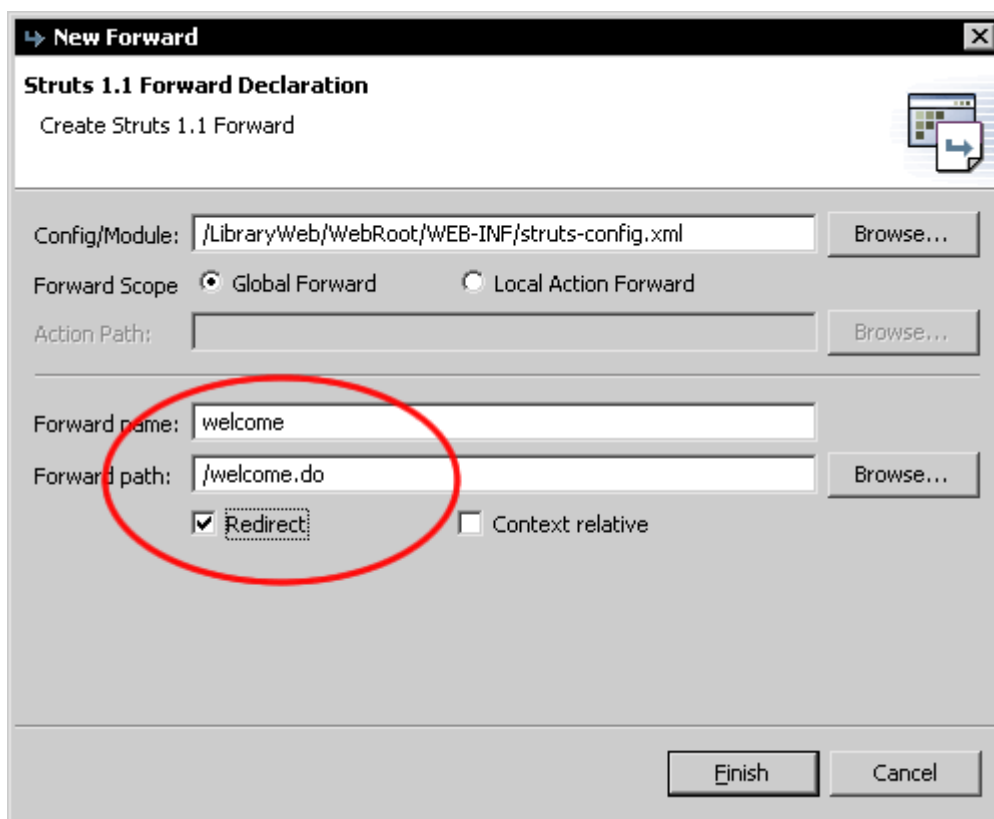 New Forward
Struts 1.1 Forward Declaration
Create Struts 1.1 Forward
Config/Module: /LibraryWeb/WebRoot/WEB-INF/struts-config.xml Browse...
Forward Scope Global Forward Local Action Forward
Action Path: Browse...
Forward name: welcome
Forward path: /welcome.do Browse...
Redirect Context relative
Finish Cancel